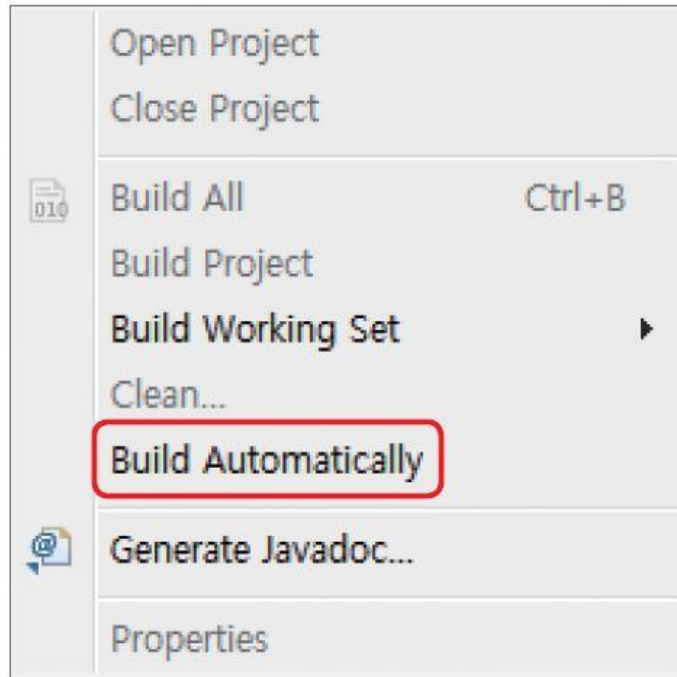 Open Project
Close Project
Build All Ctrl+B
Build Project
Build Working Set
Clean...
Build Automatically
Generate Javadoc...
Properties